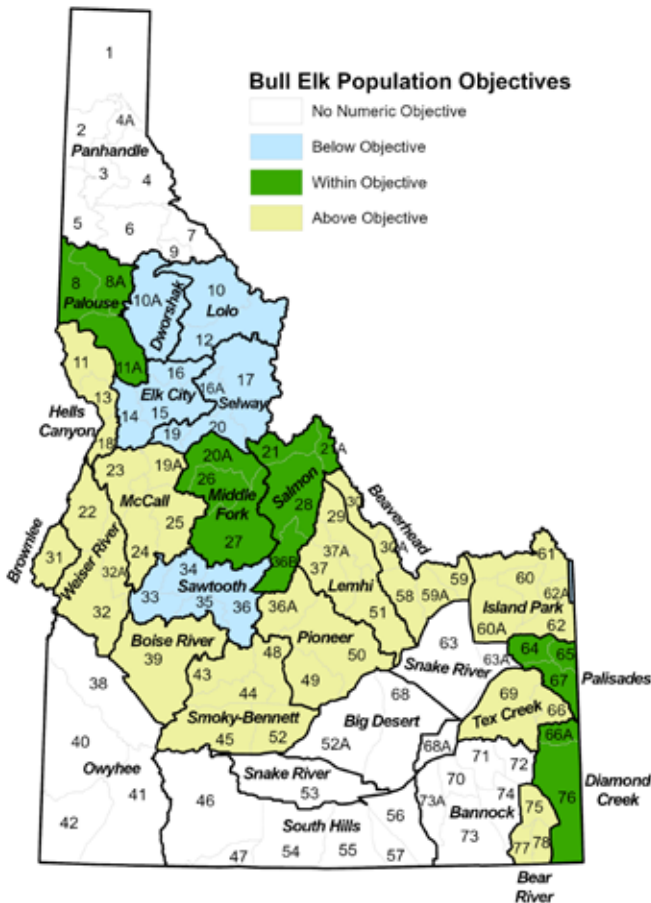 1
Bull Elk Population Objectives
No Numeric Objective
Below Objective
Within Objective
Above Objective
2
4A
Panhandle
3
4
5
6
7
9
8
8A
Palouse
10A
Dworshak
10
Lolo
12
11
11A
16
17
16A
Elk City
Selway
13
14
15
Hells
Canyon
18
19
20
23
19A
20A
21
21A
26
McCall
Middle
Fork
Salmon
28
22
25
27
24
36B
Brownlee
31
Weiser River
32A
32
29
30
Beaverhead
30A
37A
37
Lemhi
51
58
59A
59
61
60
62A
Island Park
60A
62
34
Sawtooth
33
35
36
36A
Boise River
39
Pioneer
48
50
49
43
44
Smoky-Bennett
45
52
63
Snake River
63A
64
65
67
Palisades
69
Tex Creek
66
66A
38
68
Big Desert
52A
68A
40
Owyhee
41
42
Snake River
53
46
71
72
70
74
73A
Bannock
73
76
Diamond
Creek
56
South Hills
47
54
55
57
75
77
78
Bear
River